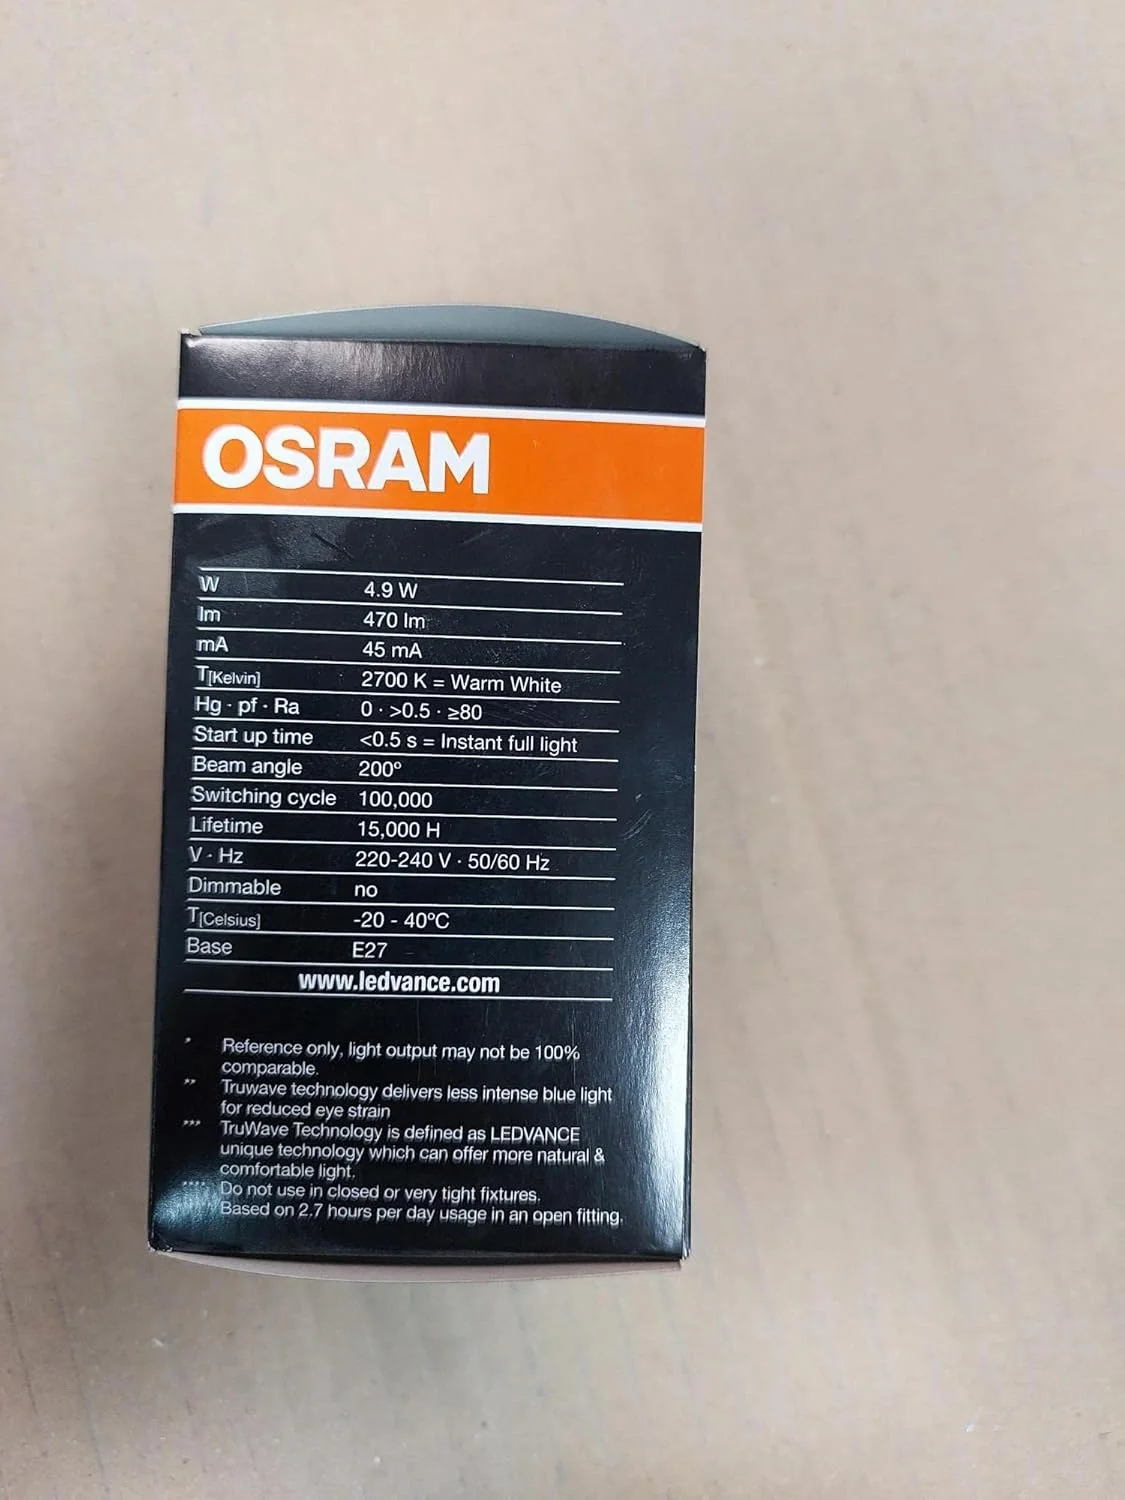 OSRAM
W 4.9 W
lm 470 lm
mA 45 mA
T[Kelvin] 2700 K = Warm White
Hg · pf · Ra 0 · >0.5 · ≥80
Start up time <0.5 s = Instant full light
Beam angle 200º
Switching cycle 100,000
Lifetime 15,000 H
V · Hz 220-240 V · 50/60 Hz
Dimmable no
T[Celsius] -20 - 40ºC
Base E27
www.ledvance.com
* Reference only, light output may not be 100%
comparable.
** Truwave technology delivers less intense blue light
for reduced eye strain
*** TruWave Technology is defined as LEDVANCE
unique technology which can offer more natural &
comfortable light.
**** Do not use in closed or very tight fixtures.
Based on 2.7 hours per day usage in an open fitting.